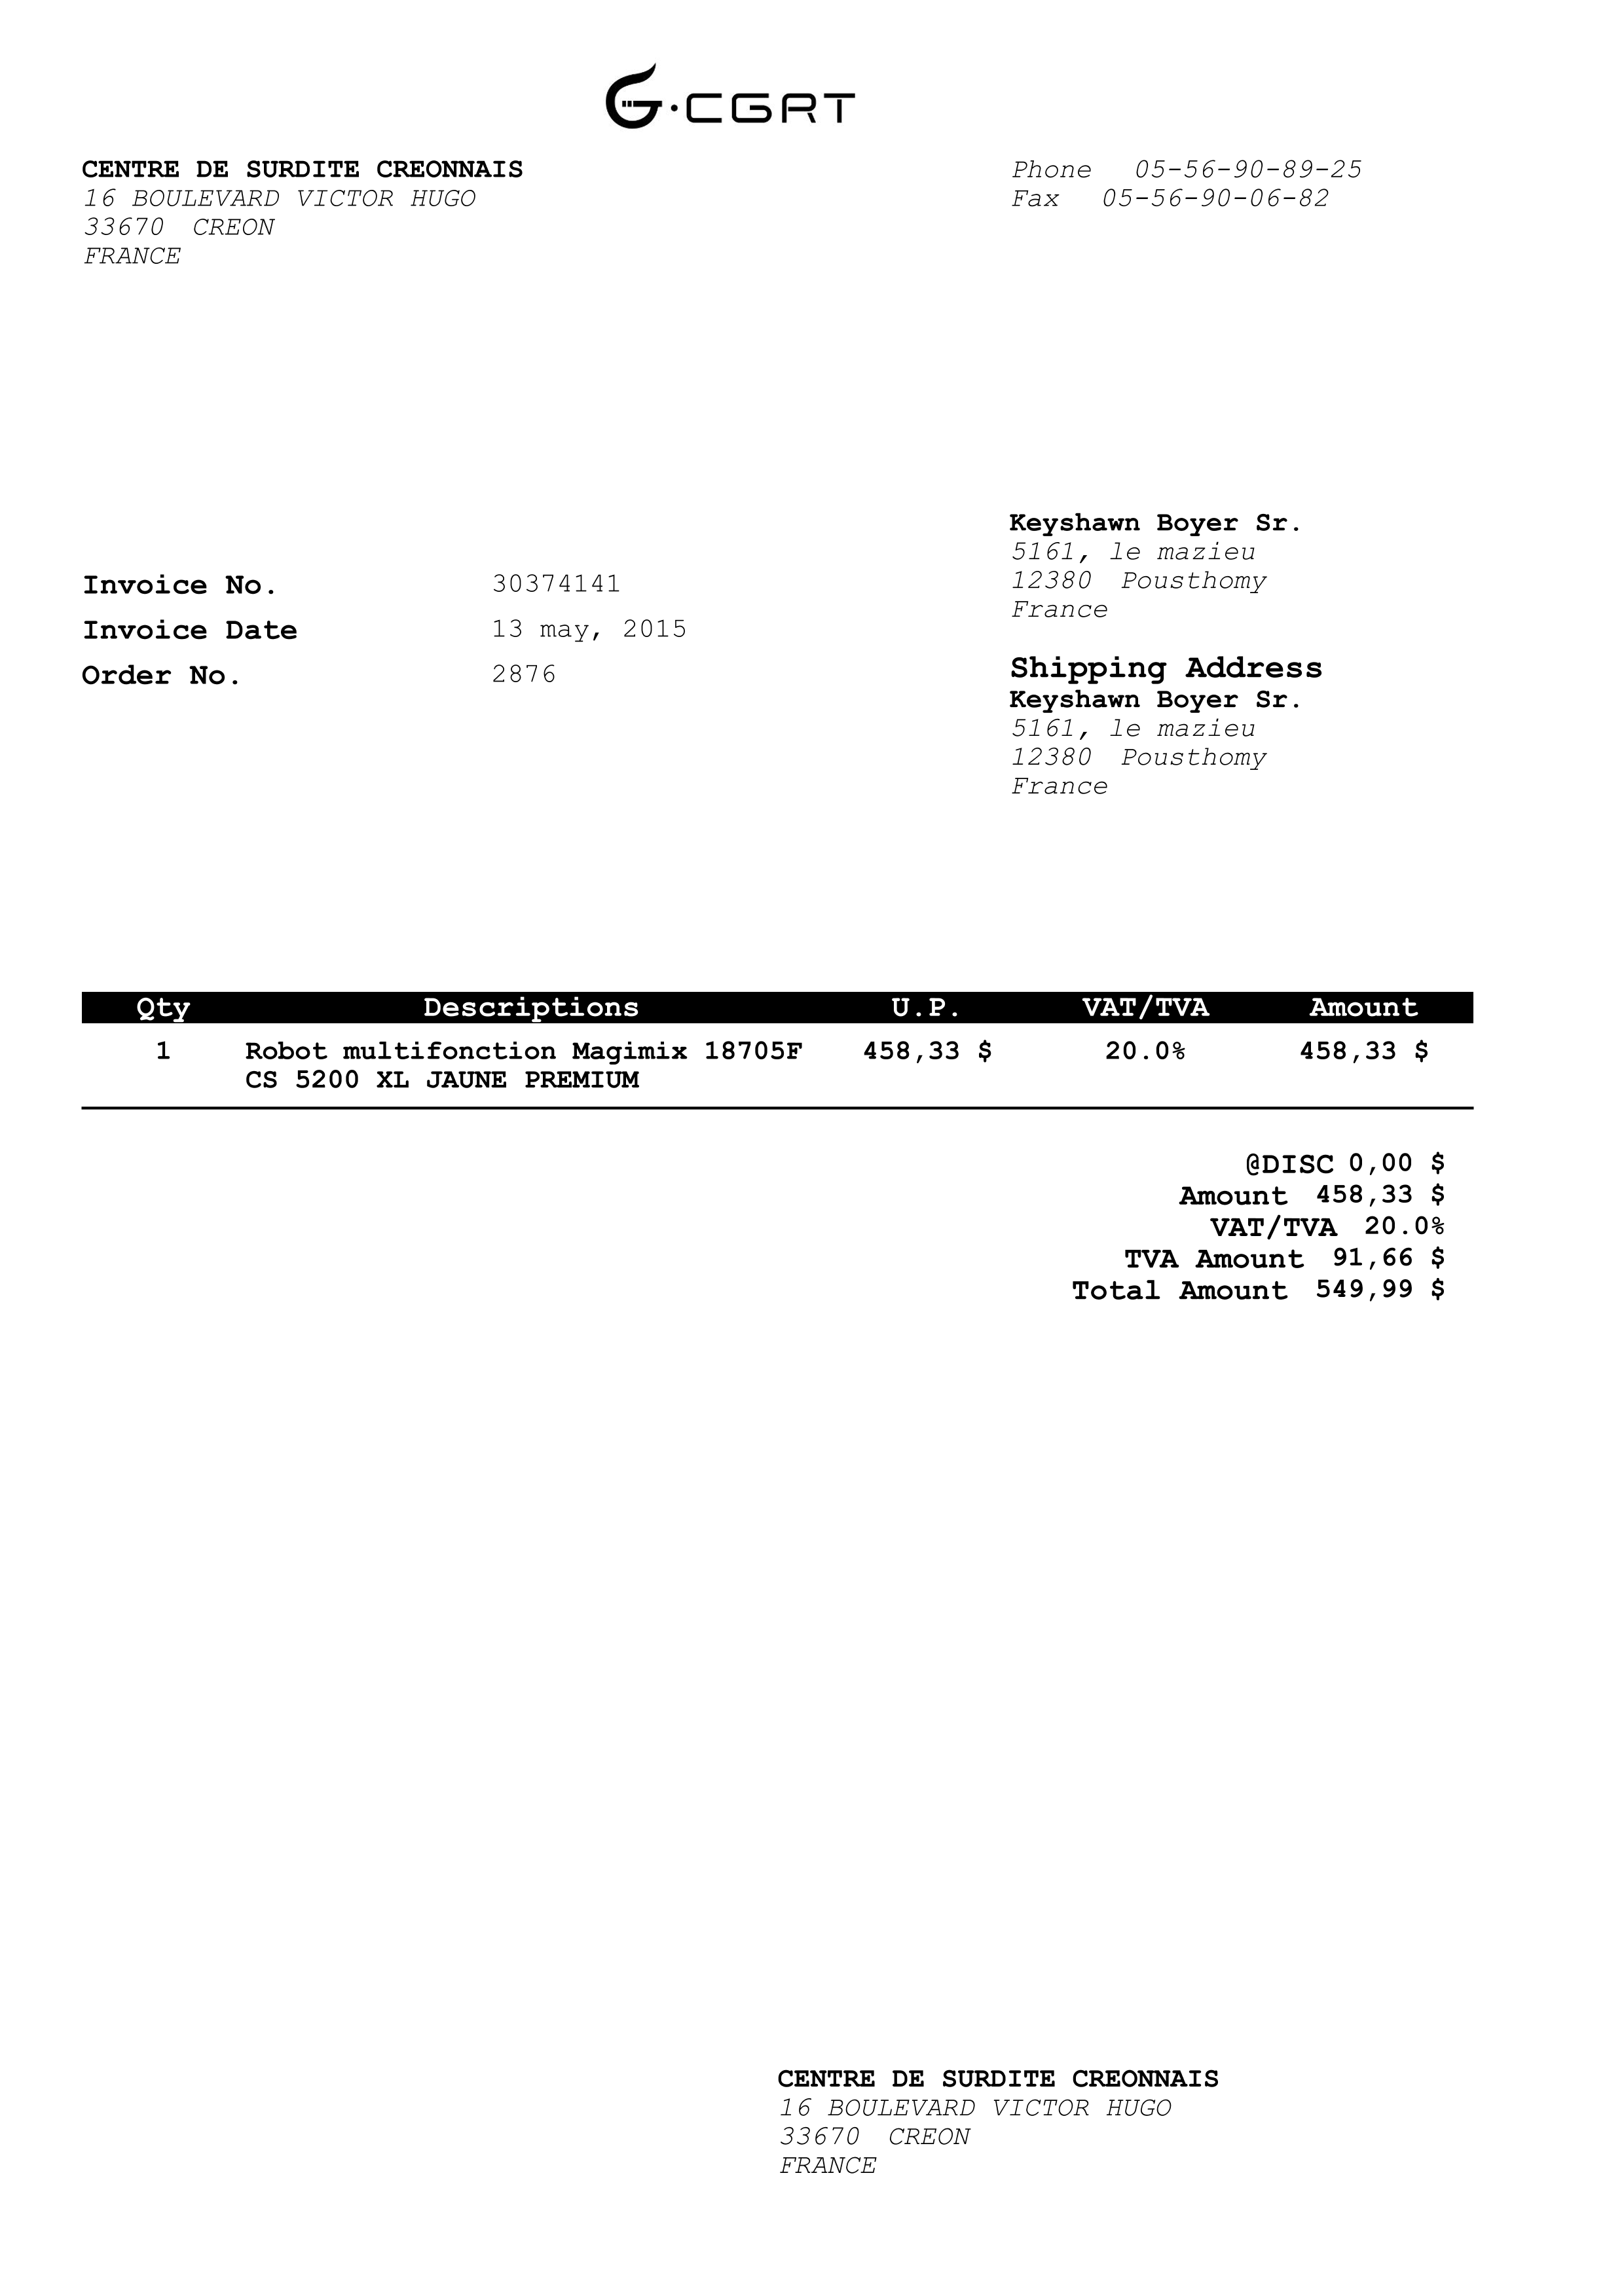 G·CGRT
CENTRE DE SURDITE CREONNAIS
16 BOULEVARD VICTOR HUGO
33670 CREON
FRANCE
Phone 05-56-90-89-25
Fax 05-56-90-06-82
Invoice No. 30374141
Invoice Date 13 may, 2015
Order No. 2876
Keyshawn Boyer Sr.
5161, le mazieu
12380 Pousthomy
France
Shipping Address
Keyshawn Boyer Sr.
5161, le mazieu
12380 Pousthomy
France
Qty Descriptions U.P. VAT/TVA Amount
1 Robot multifonction Magimix 18705F 458,33 $ 20.0% 458,33 $
CS 5200 XL JAUNE PREMIUM
@DISC 0,00 $
Amount 458,33 $
VAT/TVA 20.0%
TVA Amount 91,66 $
Total Amount 549,99 $
CENTRE DE SURDITE CREONNAIS
16 BOULEVARD VICTOR HUGO
33670 CREON
FRANCE